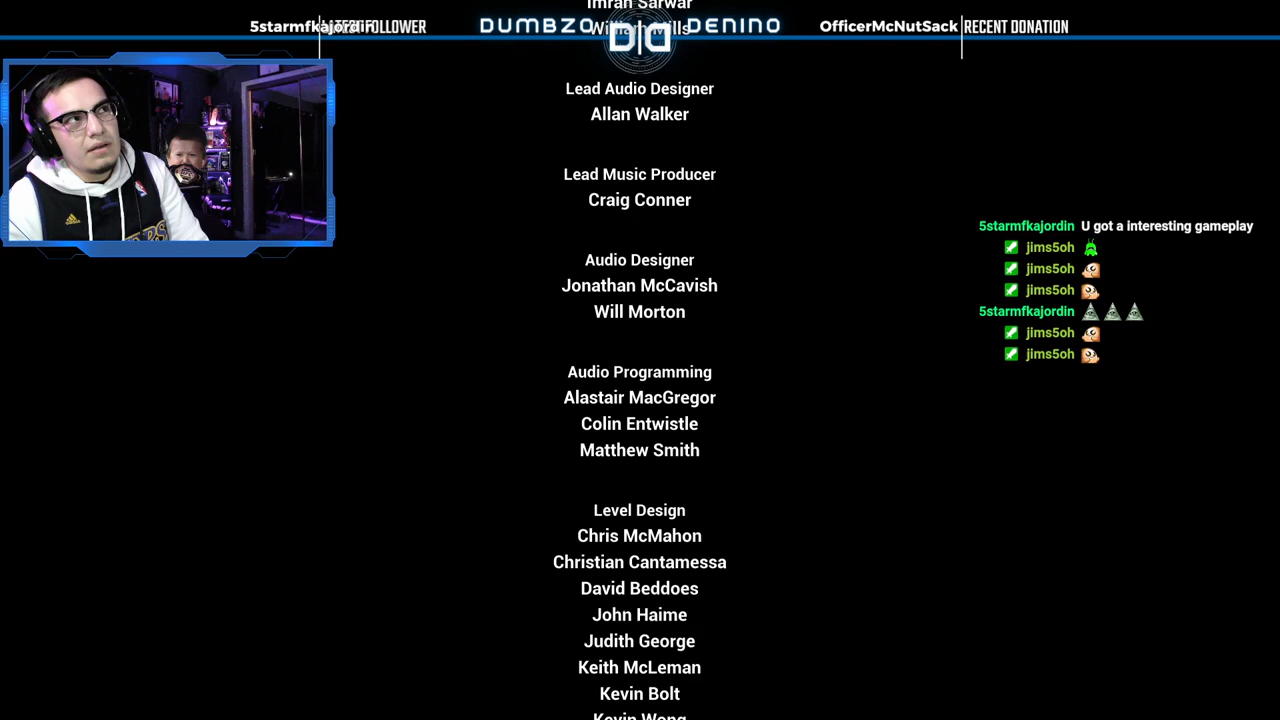 Imran Sarwar
5starmfkajordin
FOLLOWER
DUMBZO
DENINO
OfficerMcNutSack
RECENT DONATION
D|D
Lead Audio Designer
Allan Walker
Lead Music Producer
Craig Conner
5starmfkajordin U got a interesting gameplay
jims5oh
Audio Designer
jims5oh
Jonathan McCavish
jims5oh
Will Morton
5starmfkajordin
jims5oh
jims5oh
Audio Programming
Alastair MacGregor
Colin Entwistle
Matthew Smith
Level Design
Chris McMahon
Christian Cantamessa
David Beddoes
John Haime
Judith George
Keith McLeman
Kevin Bolt
Kevin Wong